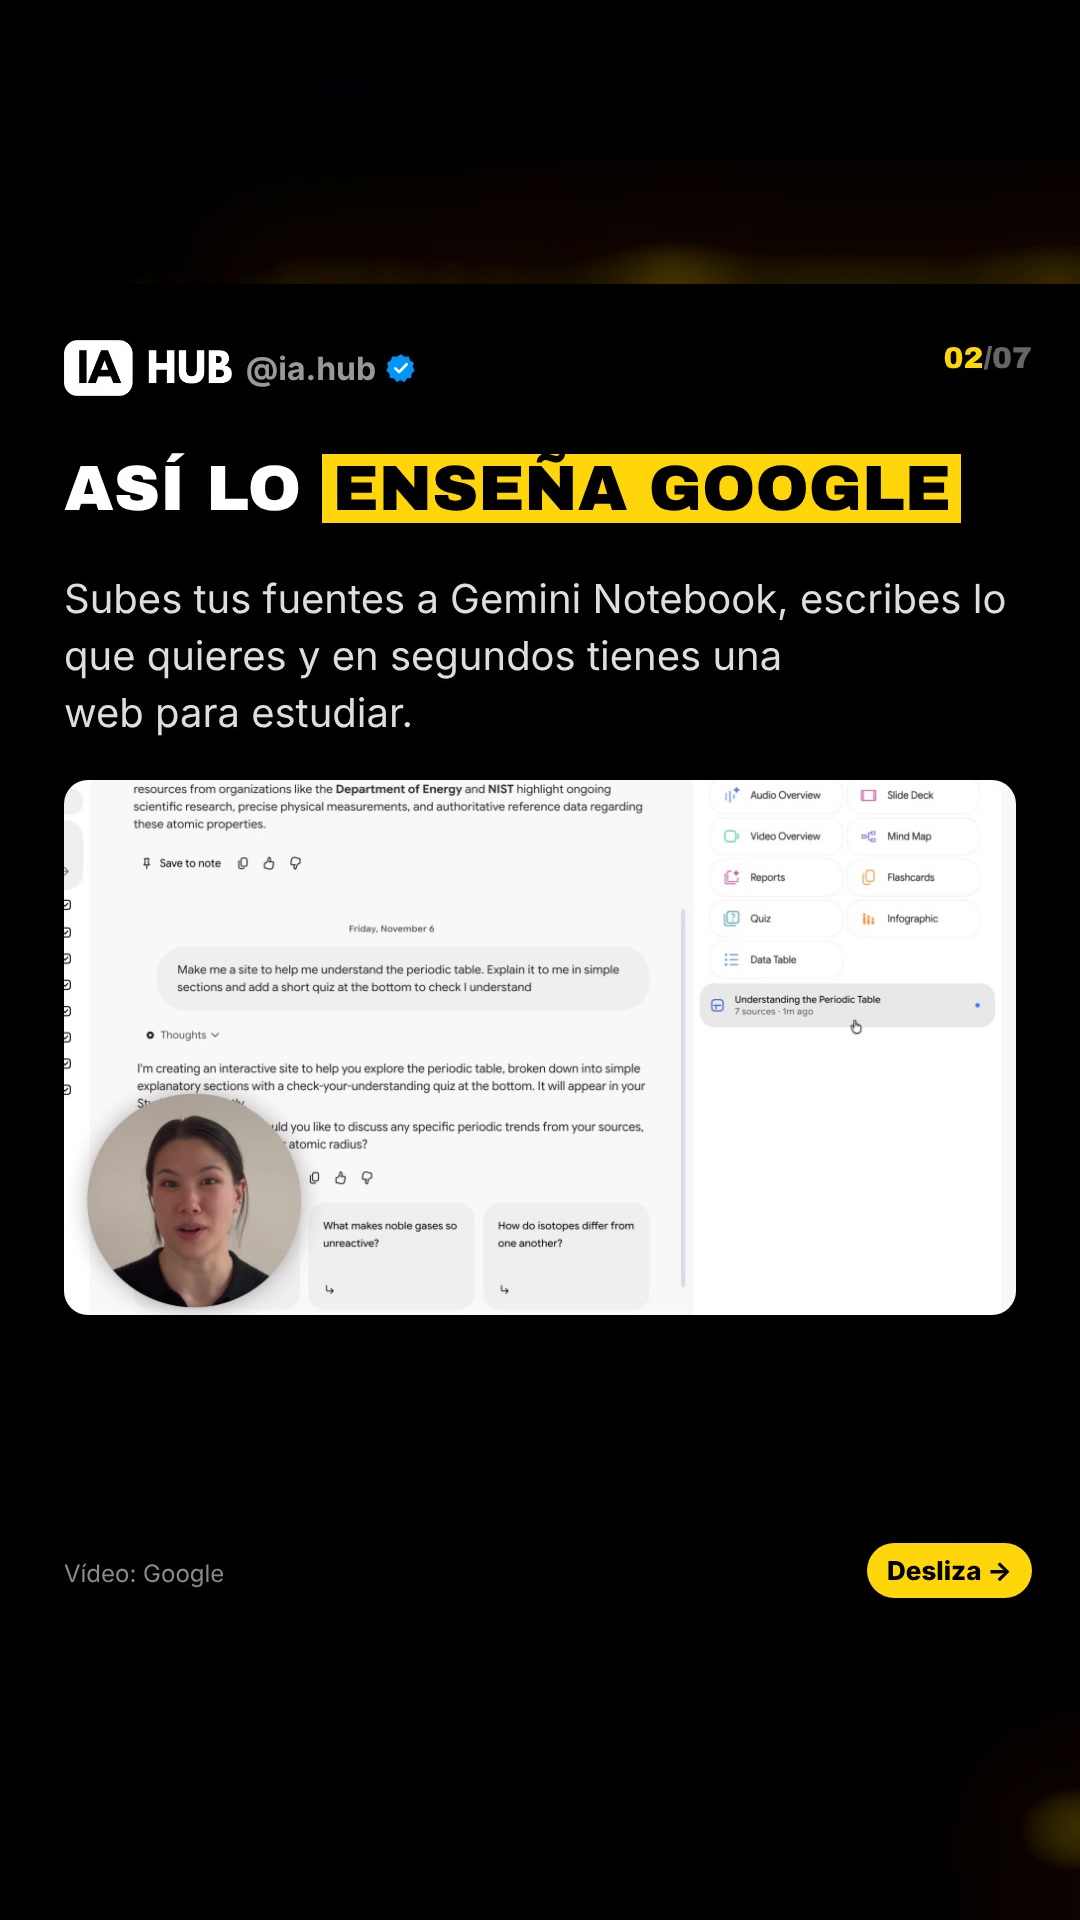 IA HUB @ia.hub
02/07
ASÍ LO ENSEÑA GOOGLE
Subes tus fuentes a Gemini Notebook, escribes lo
que quieres y en segundos tienes una
web para estudiar.
resources from organizations like the Department of Energy and NIST highlight ongoing
scientific research, precise physical measurements, and authoritative reference data regarding
these atomic properties.
Save to note
Friday, November 6
Make me a site to help me understand the periodic table. Explain it to me in simple
sections and add a short quiz at the bottom to check I understand
Thoughts
I'm creating an interactive site to help you explore the periodic table, broken down into simple
explanatory sections with a check-your-understanding quiz at the bottom. It will appear in your
you like to discuss any specific periodic trends from your sources,
atomic radius?
What makes noble gases so
unreactive?
How do isotopes differ from
one another?
Audio Overview
Slide Deck
Video Overview
Mind Map
Reports
Flashcards
Quiz
Infographic
Data Table
Understanding the Periodic Table
7 sources · 1m ago
Vídeo: Google
Desliza →